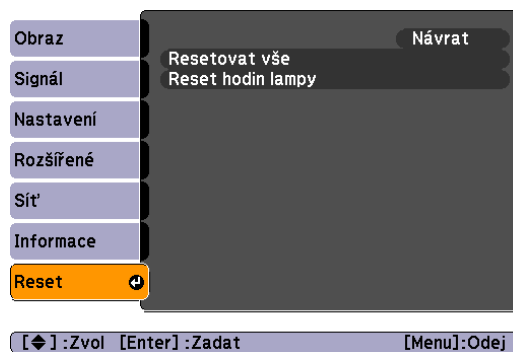 Obraz
Signál
Nastavení
Rozšířené
Síť
Informace
Reset
Návrat
Resetovat vše
Reset hodin lampy
[◆]:Zvol [Enter]:Zadat [Menu]:Odej